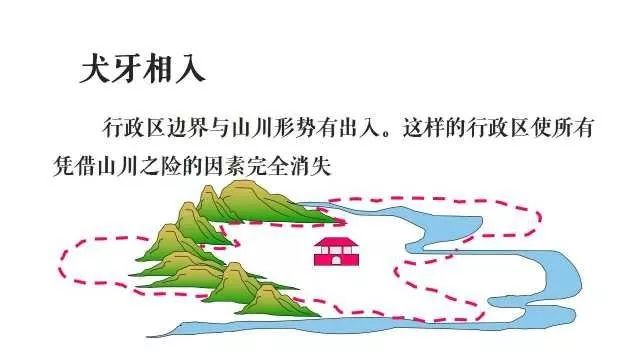 犬牙相入
行政区边界与山川形势有出入。这样的行政区使所有
凭借山川之险的因素完全消失